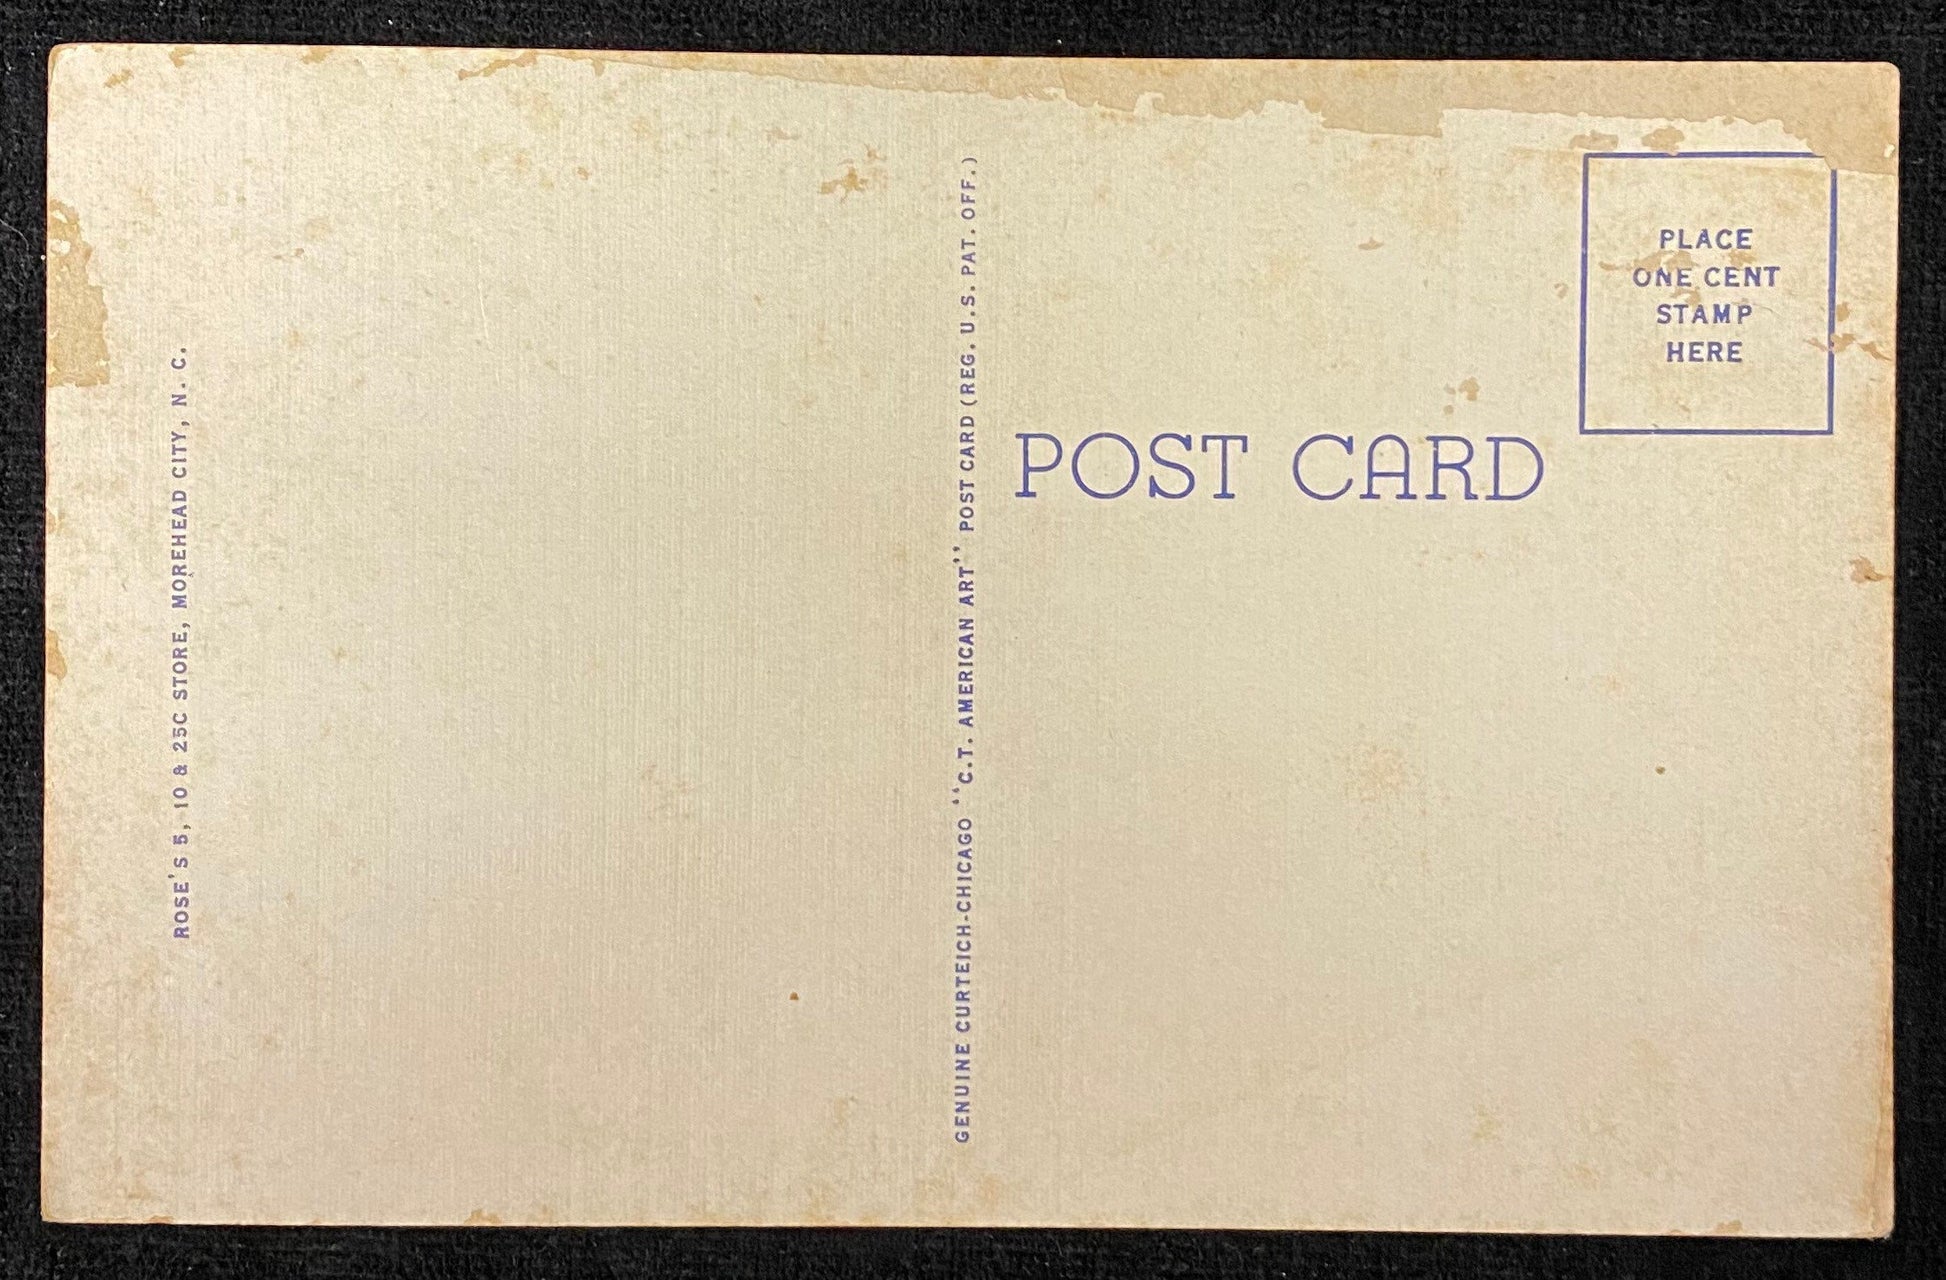 ROSE'S 5, 10 & 25C STORE, MOREHEAD CITY, N. C.
GENUINE CURTEICH-CHICAGO "C.T. AMERICAN ART" POST CARD (REG. U.S. PAT. OFF.)
POST CARD
PLACE
ONE CENT
STAMP
HERE